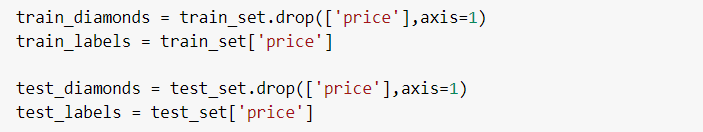 train_diamonds = train_set.drop(['price'],axis=1)
train_labels = train_set['price']
test_diamonds = test_set.drop(['price'],axis=1)
test_labels = test_set['price']